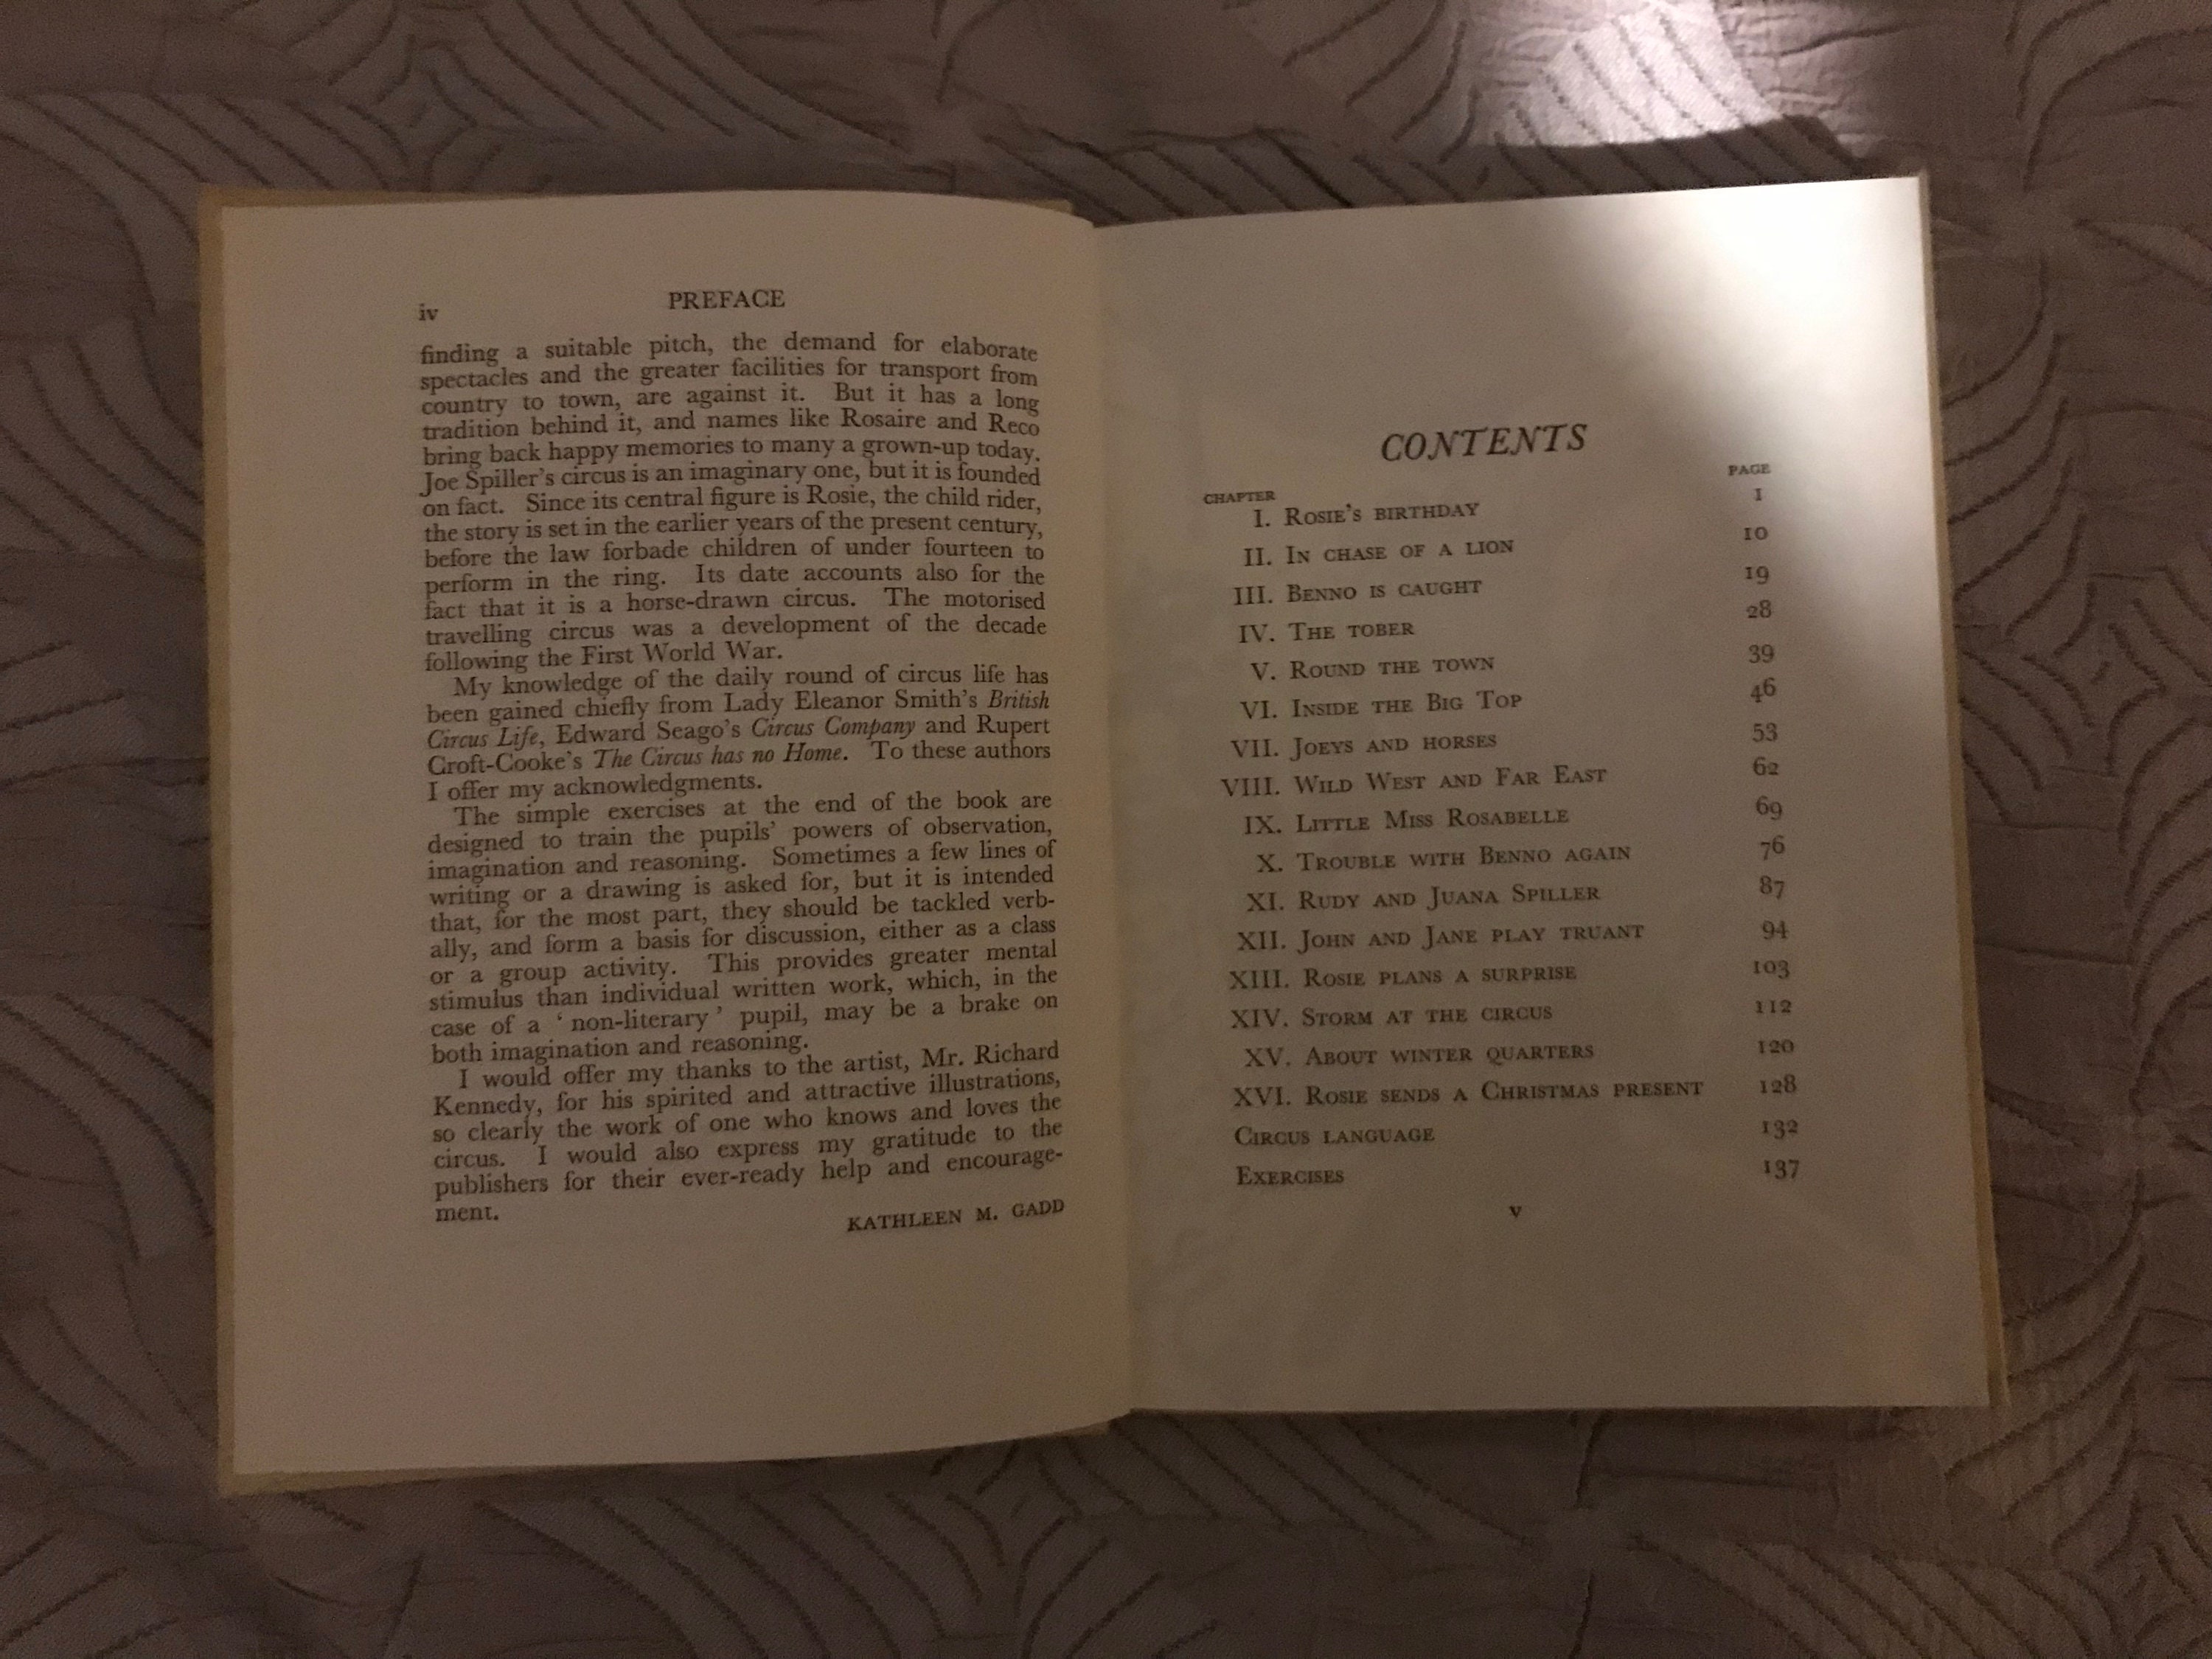 iv PREFACE
finding a suitable pitch, the demand for elaborate
spectacles and the greater facilities for transport from
country to town, are against it. But it has a long
tradition behind it, and names like Rosaire and Reco
bring back happy memories to many a grown-up today.
Joe Spiller's circus is an imaginary one, but it is founded
on fact. Since its central figure is Rosie, the child rider,
the story is set in the earlier years of the present century,
before the law forbade children of under fourteen to
perform in the ring. Its date accounts also for the
fact that it is a horse-drawn circus. The motorised
travelling circus was a development of the decade
following the First World War.
My knowledge of the daily round of circus life has
been gained chiefly from Lady Eleanor Smith's British
Circus Life, Edward Seago's Circus Company and Rupert
Croft-Cooke's The Circus has no Home. To these authors
I offer my acknowledgments.
The simple exercises at the end of the book are
designed to train the pupils' powers of observation,
imagination and reasoning. Sometimes a few lines of
writing or a drawing is asked for, but it is intended
that, for the most part, they should be tackled verb-
ally, and form a basis for discussion, either as a class
or a group activity. This provides greater mental
stimulus than individual written work, which, in the
case of a ‘ non-literary ’ pupil, may be a brake on
both imagination and reasoning.
I would offer my thanks to the artist, Mr. Richard
Kennedy, for his spirited and attractive illustrations,
so clearly the work of one who knows and loves the
circus. I would also express my gratitude to the
publishers for their ever-ready help and encourage-
ment.
KATHLEEN M. GADD
CONTENTS
CHAPTER PAGE
I. ROSIE'S BIRTHDAY 1
II. IN CHASE OF A LION 10
III. BENNO IS CAUGHT 19
IV. THE TOBER 28
V. ROUND THE TOWN 39
VI. INSIDE THE BIG TOP 46
VII. JOEYS AND HORSES 53
VIII. WILD WEST AND FAR EAST 62
IX. LITTLE MISS ROSABELLE 69
X. TROUBLE WITH BENNO AGAIN 76
XI. RUDY AND JUANA SPILLER 87
XII. JOHN AND JANE PLAY TRUANT 94
XIII. ROSIE PLANS A SURPRISE 103
XIV. STORM AT THE CIRCUS 112
XV. ABOUT WINTER QUARTERS 120
XVI. ROSIE SENDS A CHRISTMAS PRESENT 128
CIRCUS LANGUAGE 132
EXERCISES 137
v